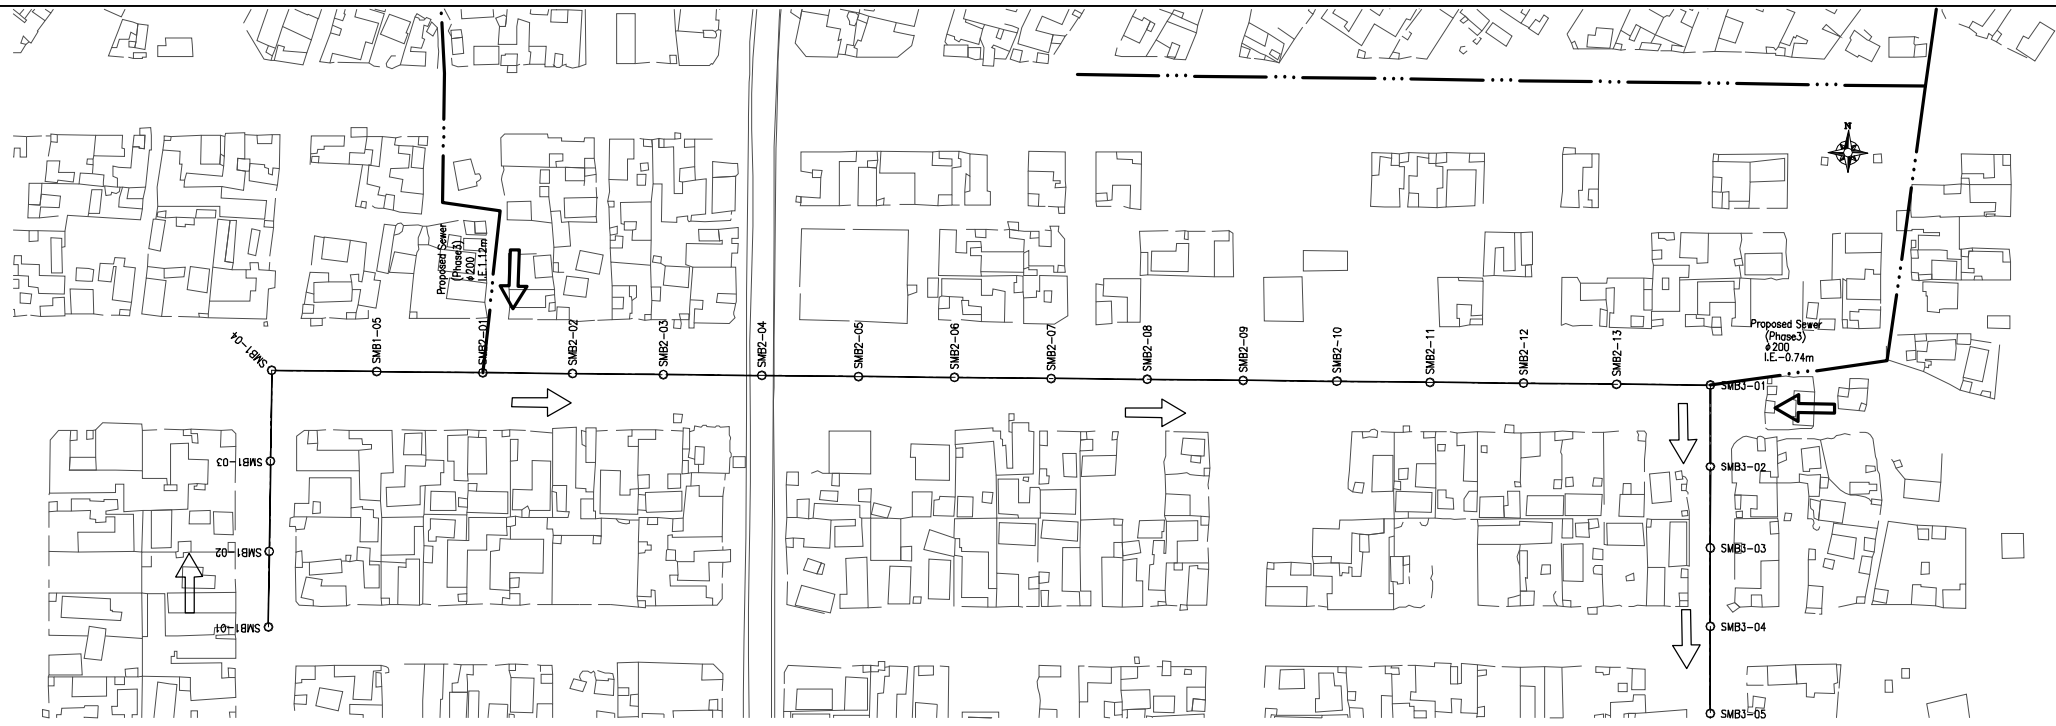 N
Proposed Sewer
(Phase3)
φ200
I.E.1.12m
Proposed Sewer
(Phase3)
φ200
I.E.-0.74m
SMB1-04
SMB1-05
SMB2-01
SMB2-02
SMB2-03
SMB2-04
SMB2-05
SMB2-06
SMB2-07
SMB2-08
SMB2-09
SMB2-10
SMB2-11
SMB2-12
SMB2-13
SMB3-01
SMB1-03
SMB3-02
SMB1-02
SMB3-03
SMB1-01
SMB3-04
SMB3-05